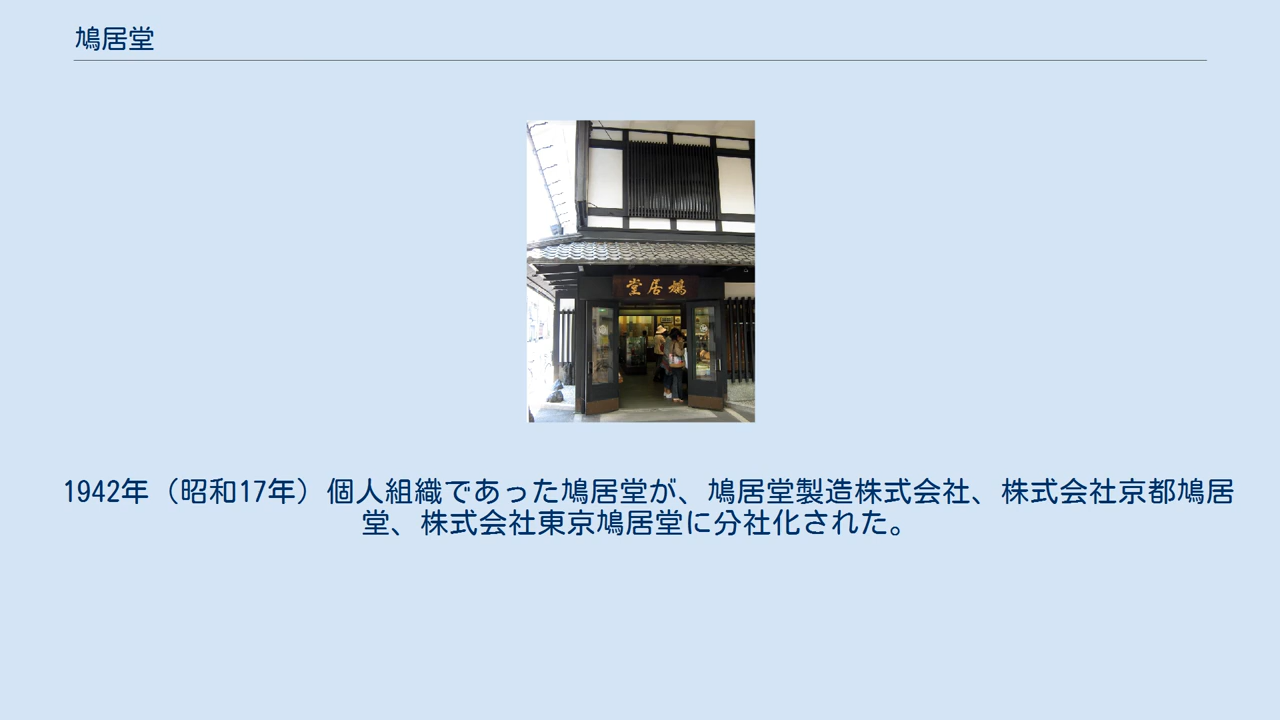 鳩居堂
堂居鳩
1942年（昭和17年）個人組織であった鳩居堂が、鳩居堂製造株式会社、株式会社京都鳩居
堂、株式会社東京鳩居堂に分社化された。